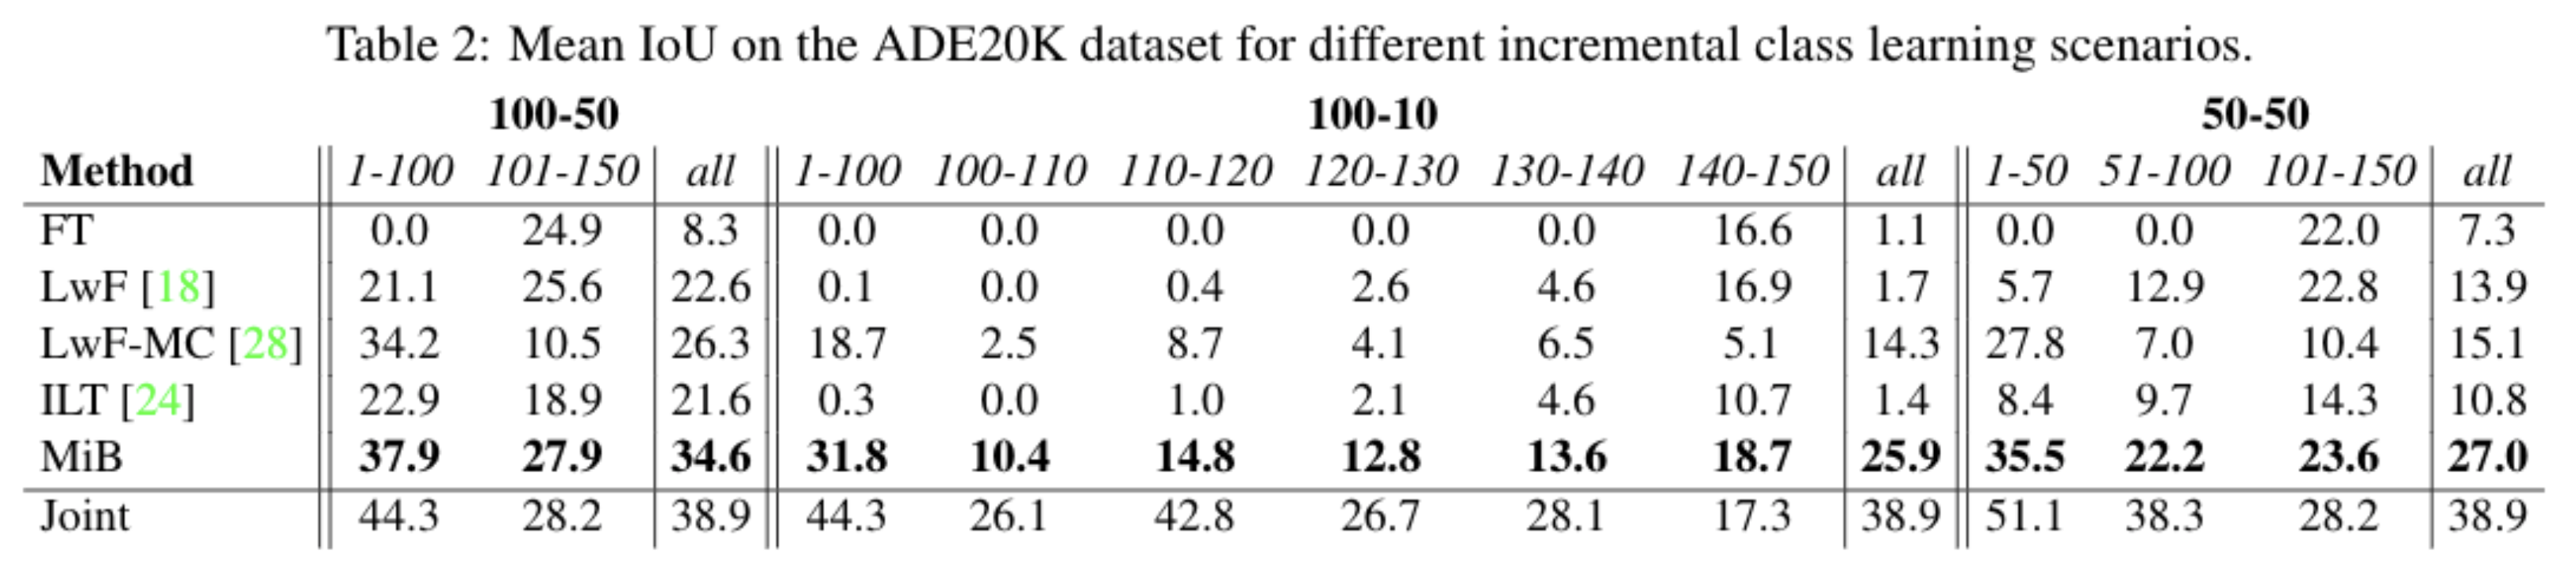 Table 2: Mean IoU on the ADE20K dataset for different incremental class learning scenarios.
100-50 100-10 50-50
Method 1-100 101-150 all 1-100 100-110 110-120 120-130 130-140 140-150 all 1-50 51-100 101-150 all
FT 0.0 24.9 8.3 0.0 0.0 0.0 0.0 0.0 16.6 1.1 0.0 0.0 22.0 7.3
LwF [18] 21.1 25.6 22.6 0.1 0.0 0.4 2.6 4.6 16.9 1.7 5.7 12.9 22.8 13.9
LwF-MC [28] 34.2 10.5 26.3 18.7 2.5 8.7 4.1 6.5 5.1 14.3 27.8 7.0 10.4 15.1
ILT [24] 22.9 18.9 21.6 0.3 0.0 1.0 2.1 4.6 10.7 1.4 8.4 9.7 14.3 10.8
MiB 37.9 27.9 34.6 31.8 10.4 14.8 12.8 13.6 18.7 25.9 35.5 22.2 23.6 27.0
Joint 44.3 28.2 38.9 44.3 26.1 42.8 26.7 28.1 17.3 38.9 51.1 38.3 28.2 38.9